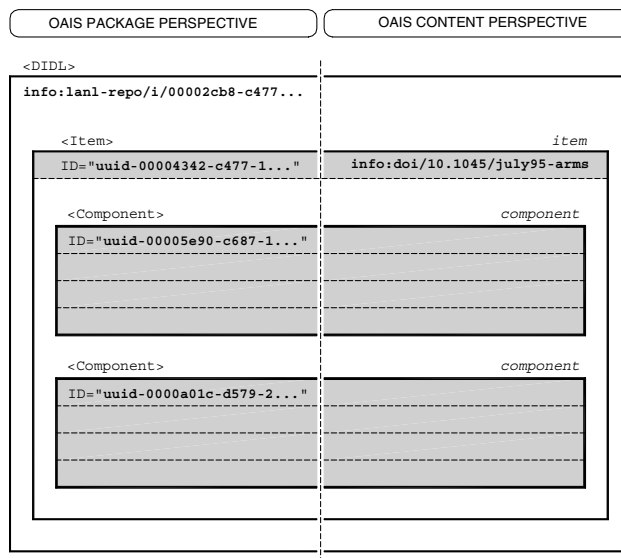 OAIS PACKAGE PERSPECTIVE
OAIS CONTENT PERSPECTIVE
<DIDL>
info:lanl-repo/i/00002cb8-c477...
<Item>
item
ID="uuid-00004342-c477-1..."
info:doi/10.1045/july95-arms
<Component>
component
ID="uuid-00005e90-c687-1..."
<Component>
component
ID="uuid-0000a01c-d579-2..."